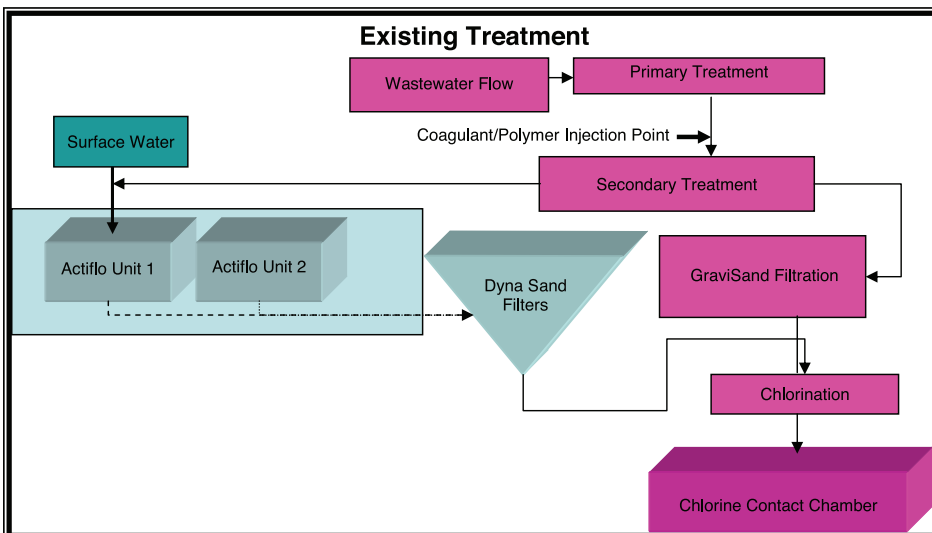 Existing Treatment
Wastewater Flow
Primary Treatment
Coagulant/Polymer Injection Point
Surface Water
Secondary Treatment
Actiflo Unit 1
Actiflo Unit 2
Dyna Sand
Filters
GraviSand Filtration
Chlorination
Chlorine Contact Chamber